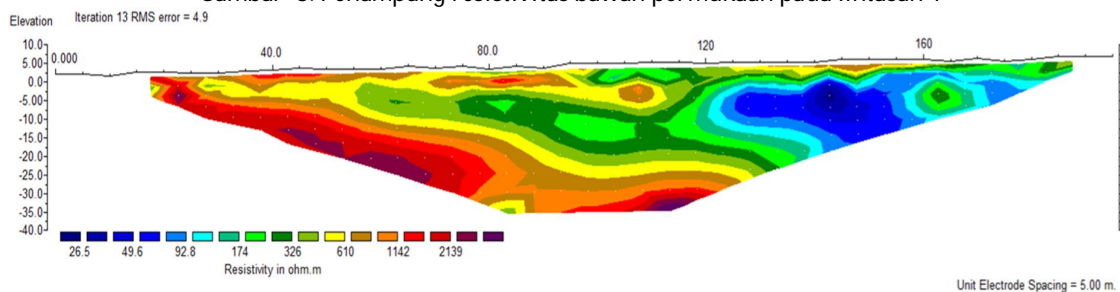 Elevation Iteration 13 RMS error = 4.9
10.0
5.00
0.0
-5.00
-10.0
-15.0
-20.0
-25.0
-30.0
-35.0
-40.0
0.000 40.0 80.0 120 160
26.5 49.6 92.8 174 326 610 1142 2139
Resistivity in ohm.m
Unit Electrode Spacing = 5.00 m.